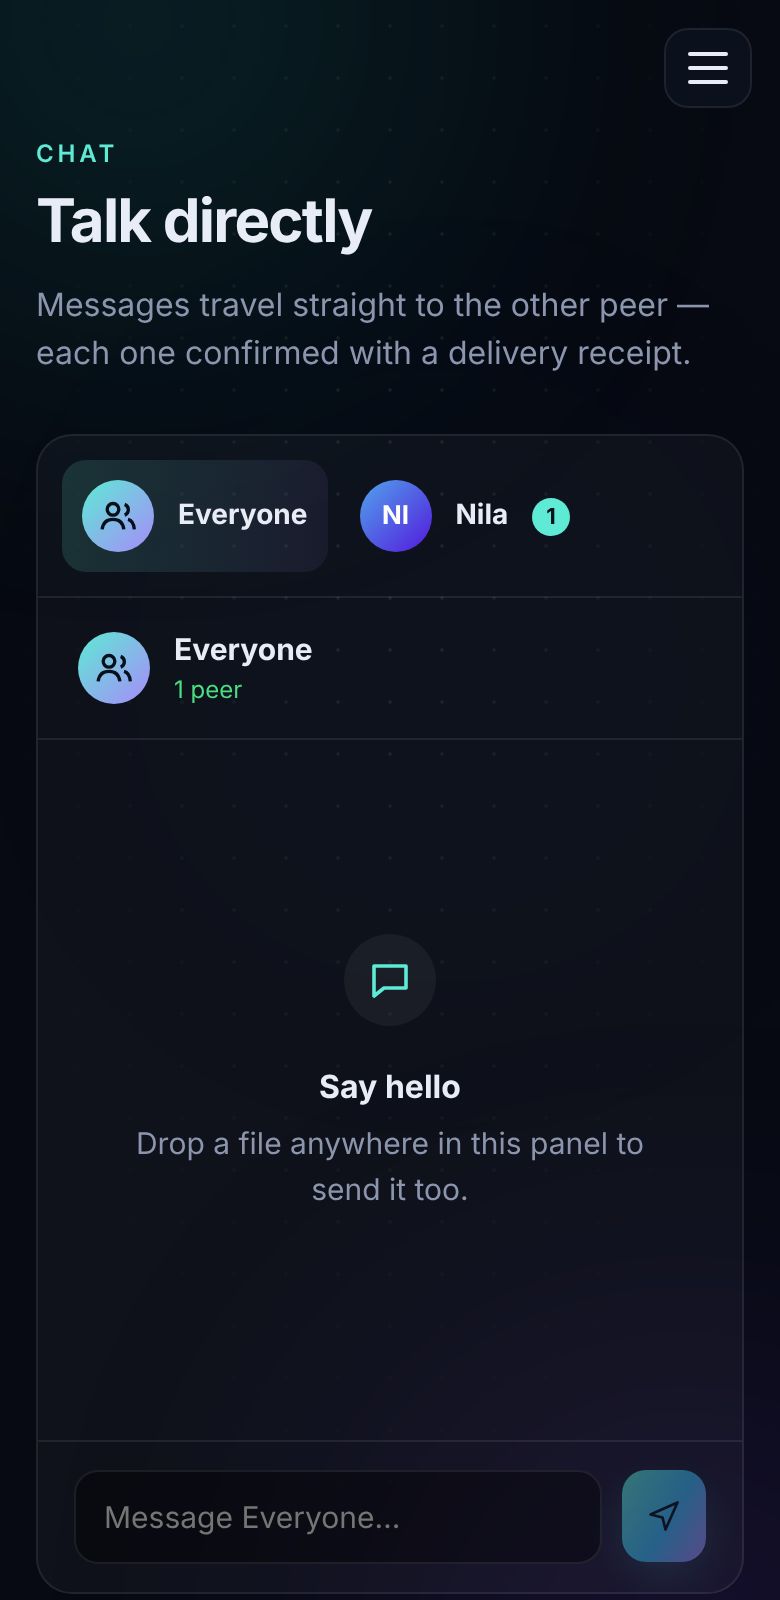 CHAT
Talk directly
Messages travel straight to the other peer —
each one confirmed with a delivery receipt.
Everyone
NI Nila 1
Everyone
1 peer
Say hello
Drop a file anywhere in this panel to
send it too.
Message Everyone...